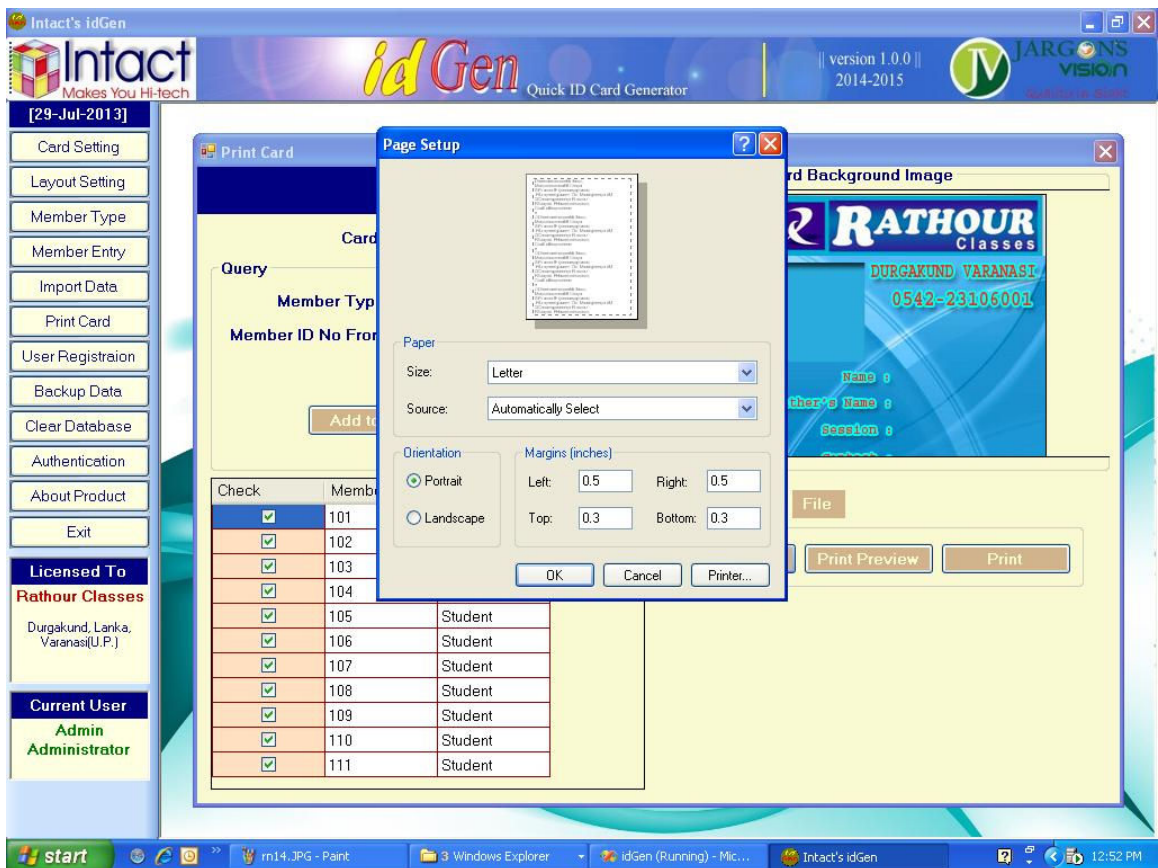 Intact's idGen
Intact
Makes You Hi-tech
idGen
Quick ID Card Generator
|| version 1.0.0 ||
2014-2015
JV
JARGONS
VISION
[29-Jul-2013]
Card Setting
Layout Setting
Member Type
Member Entry
Import Data
Print Card
User Registraion
Backup Data
Clear Database
Authentication
About Product
Exit
Licensed To
Rathour Classes
Durgakund, Lanka,
Varanasi(U.P.)
Current User
Admin
Administrator
Print Card
Card
Query
Member Typ
Member ID No Fror
Add to
Check Membe
101
102
103
104
105 Student
106 Student
107 Student
108 Student
109 Student
110 Student
111 Student
Page Setup
Paper
Size: Letter
Source: Automatically Select
Orientation
Portrait
Landscape
Margins (inches)
Left: 0.5 Right: 0.5
Top: 0.3 Bottom: 0.3
OK Cancel Printer...
rd Background Image
R RATHOUR
Classes
DURGAKUND, VARANASI
0542-23106001
Name :
ther's Name :
Session :
File
Print Preview Print
start
rn14.JPG - Paint
3 Windows Explorer
idGen (Running) - Mic...
Intact's idGen
12:52 PM